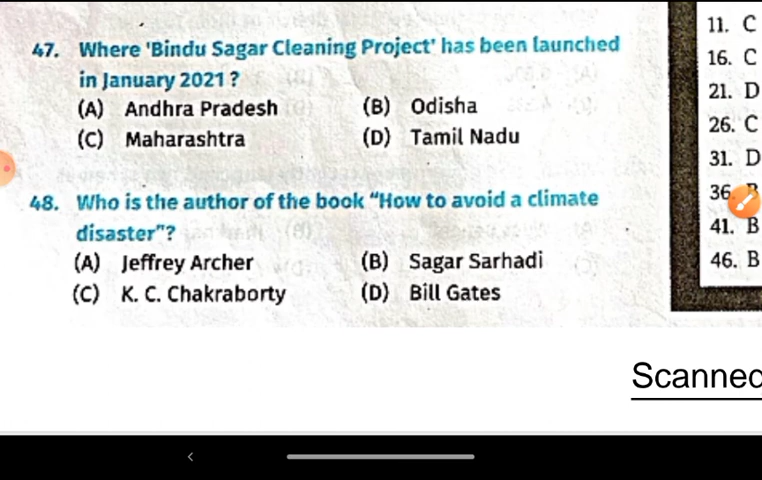 47. Where 'Bindu Sagar Cleaning Project' has been launched
in January 2021 ?
(A) Andhra Pradesh (B) Odisha
(C) Maharashtra (D) Tamil Nadu
48. Who is the author of the book “How to avoid a climate
disaster”?
(A) Jeffrey Archer (B) Sagar Sarhadi
(C) K. C. Chakraborty (D) Bill Gates
11. C
16. C
21. D
26. C
31. D
36.
41. B
46. B
Scanned